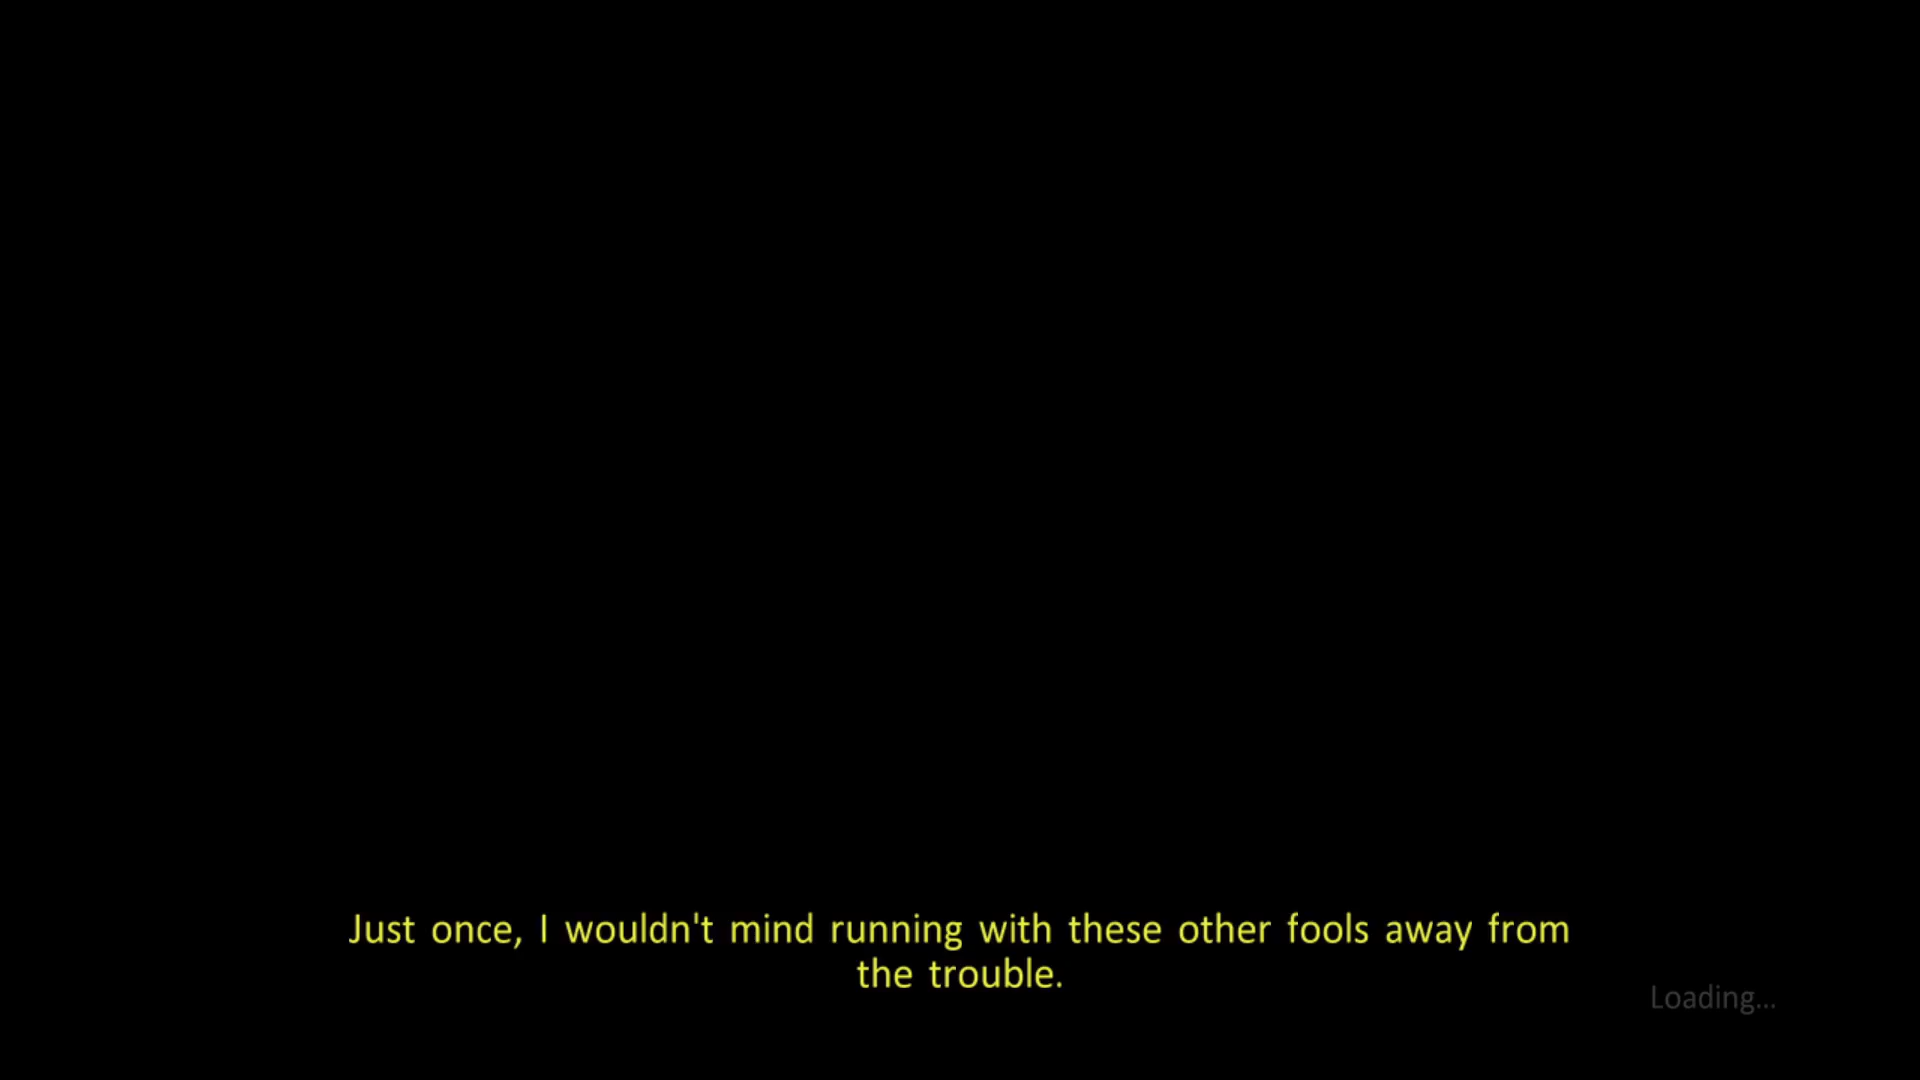 Just once, I wouldn't mind running with these other fools away from
the trouble.
Loading...